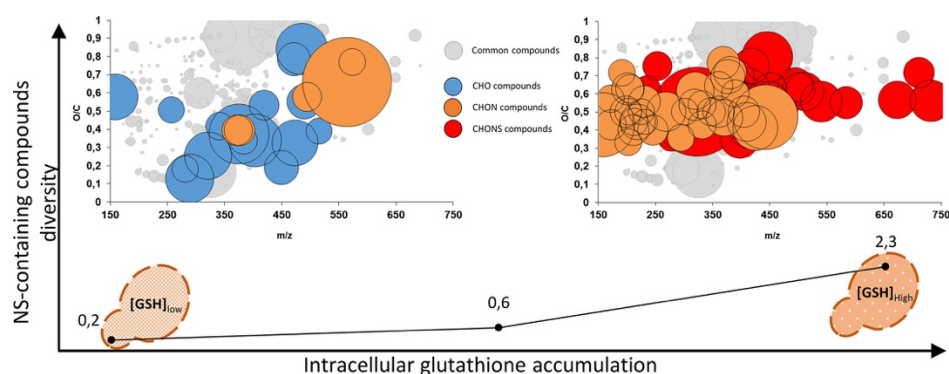 NS-containing compounds
diversity
O/C
1
0,9
0,8
0,7
0,6
0,5
0,4
0,3
0,2
0,1
0
150 250 350 450 550 650 750
m/z
Common compounds
CHO compounds
CHON compounds
CHONS compounds
O/C
1
0,9
0,8
0,7
0,6
0,5
0,4
0,3
0,2
0,1
0
150 250 350 450 550 650 750
m/z
0,2
[GSH]low
0,6
2,3
[GSH]High
Intracellular glutathione accumulation